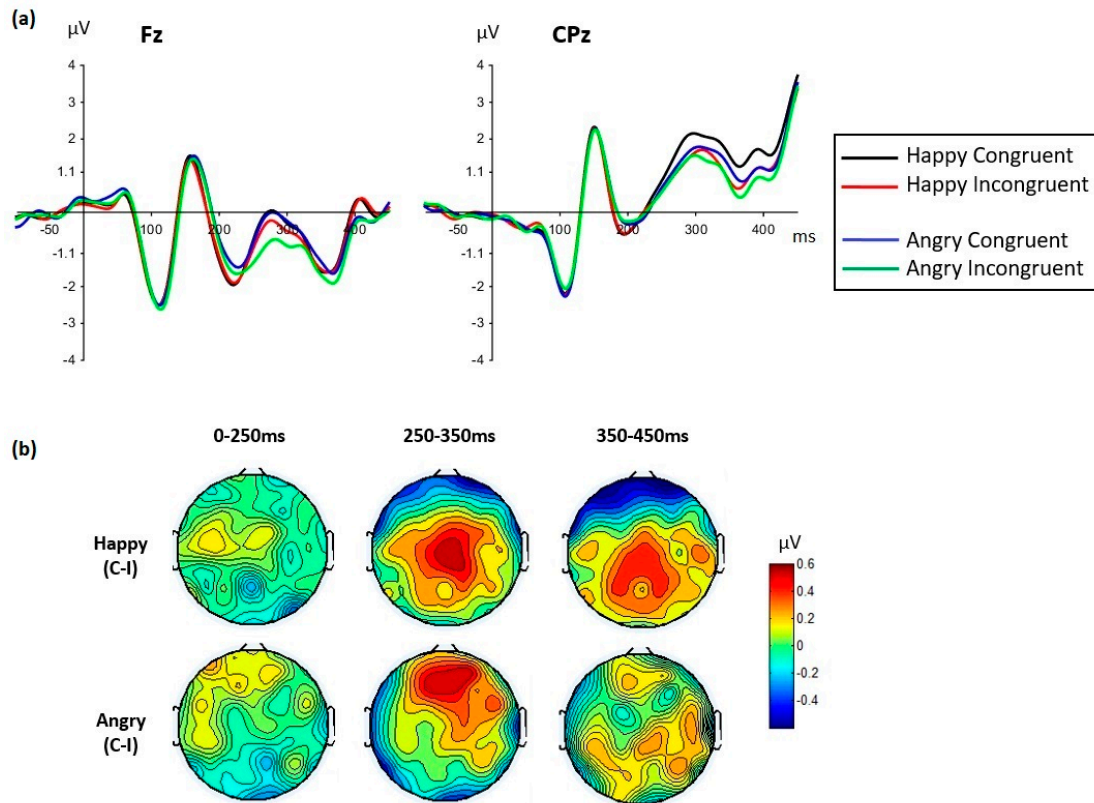 (a)
µV
Fz
4
3
2
1.1
-1.1
-2
-3
-4
-50
100
200
300
400
µV
CPz
4
3
2
1.1
-1.1
-2
-3
-4
-50
100
200
300
400
ms
Happy Congruent
Happy Incongruent
Angry Congruent
Angry Incongruent
(b)
0-250ms
250-350ms
350-450ms
Happy
(C-I)
Angry
(C-I)
µV
0.6
0.4
0.2
0
-0.2
-0.4